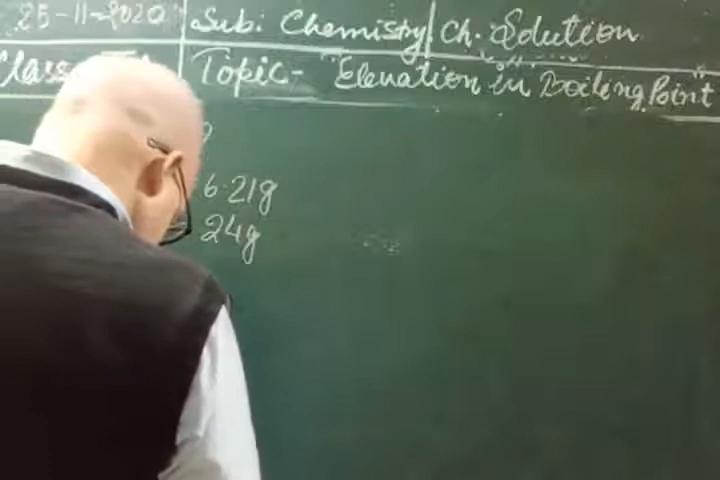 25-11-2020 Sub: Chemistry/Ch. Solution
Class Topic- "Elevation in Boiling Point"
?
6.21g
24g